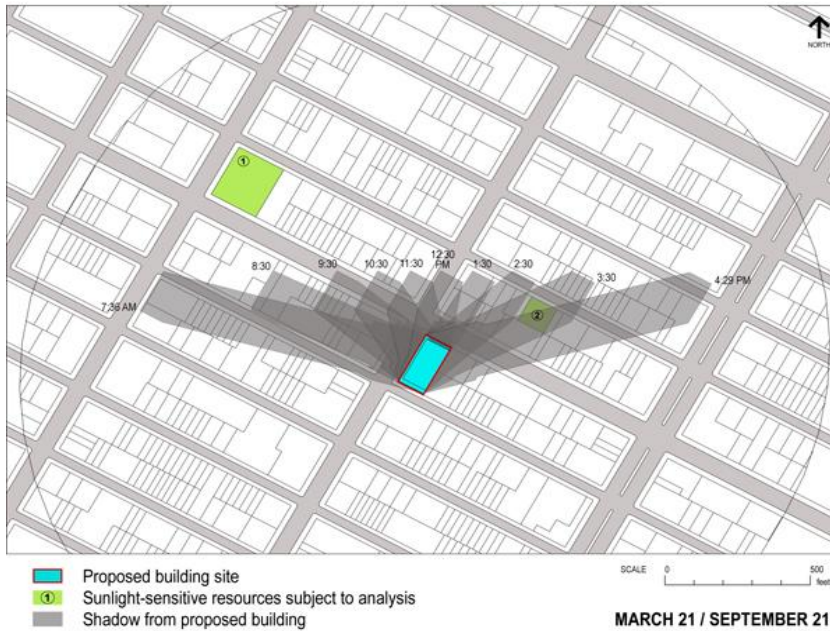 NORTH
①
12:30
PM
8:30
9:30
10:30
11:30
1:30
2:30
3:30
4:29 PM
7:36 AM
②
Proposed building site
① Sunlight-sensitive resources subject to analysis
Shadow from proposed building
SCALE 0 500
feet
MARCH 21 / SEPTEMBER 21